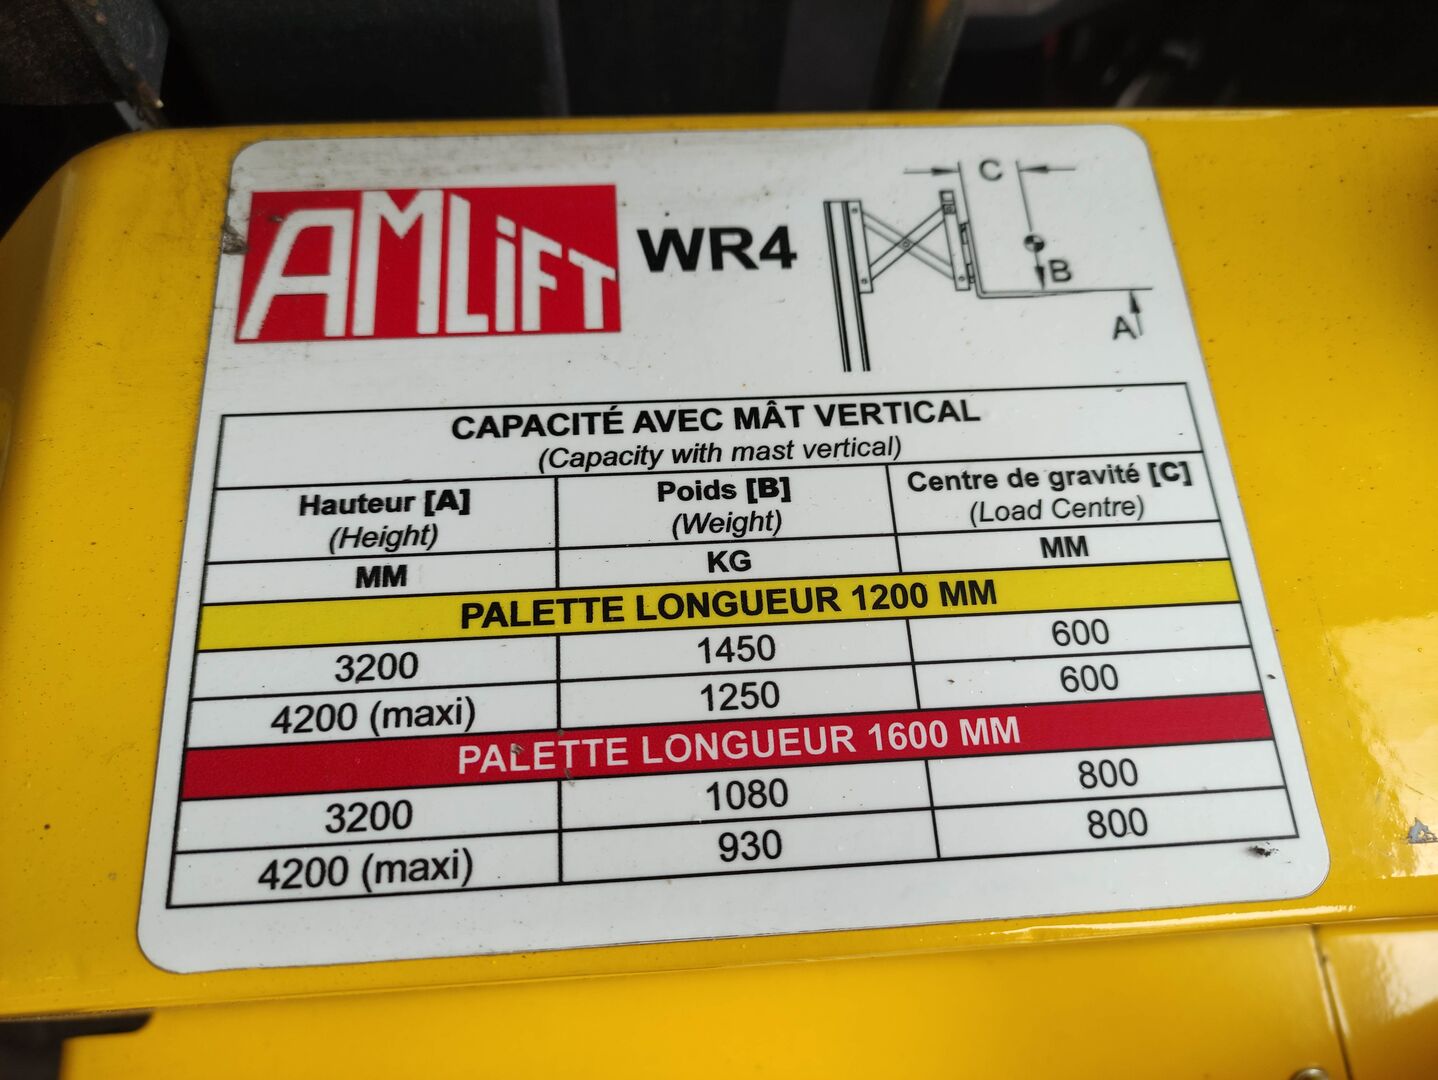 AMLIFT WR4
C
B
A
CAPACITÉ AVEC MÂT VERTICAL
(Capacity with mast vertical)
Hauteur [A] Poids [B] Centre de gravité [C]
(Height) (Weight) (Load Centre)
MM KG MM
PALETTE LONGUEUR 1200 MM
3200 1450 600
4200 (maxi) 1250 600
PALETTE LONGUEUR 1600 MM
3200 1080 800
4200 (maxi) 930 800